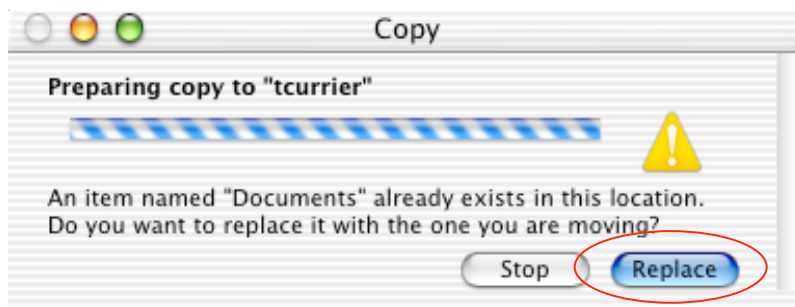 Copy
Preparing copy to "tcurrier"
An item named "Documents" already exists in this location.
Do you want to replace it with the one you are moving?
Stop Replace